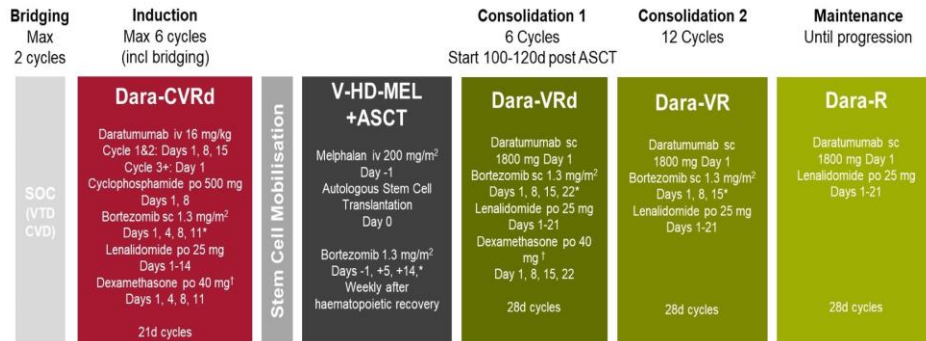 Bridging
Max
2 cycles
Induction
Max 6 cycles
(incl bridging)
Consolidation 1
6 Cycles
Start 100-120d post ASCT
Consolidation 2
12 Cycles
Maintenance
Until progression
SOC
(VTD
CVD)
Dara-CVRd
Daratumumab iv 16 mg/kg
Cycle 1&2: Days 1, 8, 15
Cycle 3+: Day 1
Cyclophosphamide po 500 mg
Days 1, 8
Bortezomib sc 1.3 mg/m²
Days 1, 4, 8, 11*
Lenalidomide po 25 mg
Days 1-14
Dexamethasone po 40 mg†
Days 1, 4, 8, 11
21d cycles
Stem Cell Mobilisation
V-HD-MEL
+ASCT
Melphalan iv 200 mg/m²
Day -1
Autologous Stem Cell
Translantation
Day 0
Bortezomib 1.3 mg/m²
Days -1, +5, +14,*
Weekly after
haematopoietic recovery
Dara-VRd
Daratumumab sc
1800 mg Day 1
Bortezomib sc 1.3 mg/m²
Days 1, 8, 15, 22*
Lenalidomide po 25 mg
Days 1-21
Dexamethasone po 40
mg †
Day 1, 8, 15, 22
28d cycles
Dara-VR
Daratumumab sc
1800 mg Day 1
Bortezomib sc 1.3 mg/m²
Days 1, 8, 15*
Lenalidomide po 25 mg
Days 1-21
28d cycles
Dara-R
Daratumumab sc
1800 mg Day 1
Lenalidomide po 25 mg
Days 1-21
28d cycles